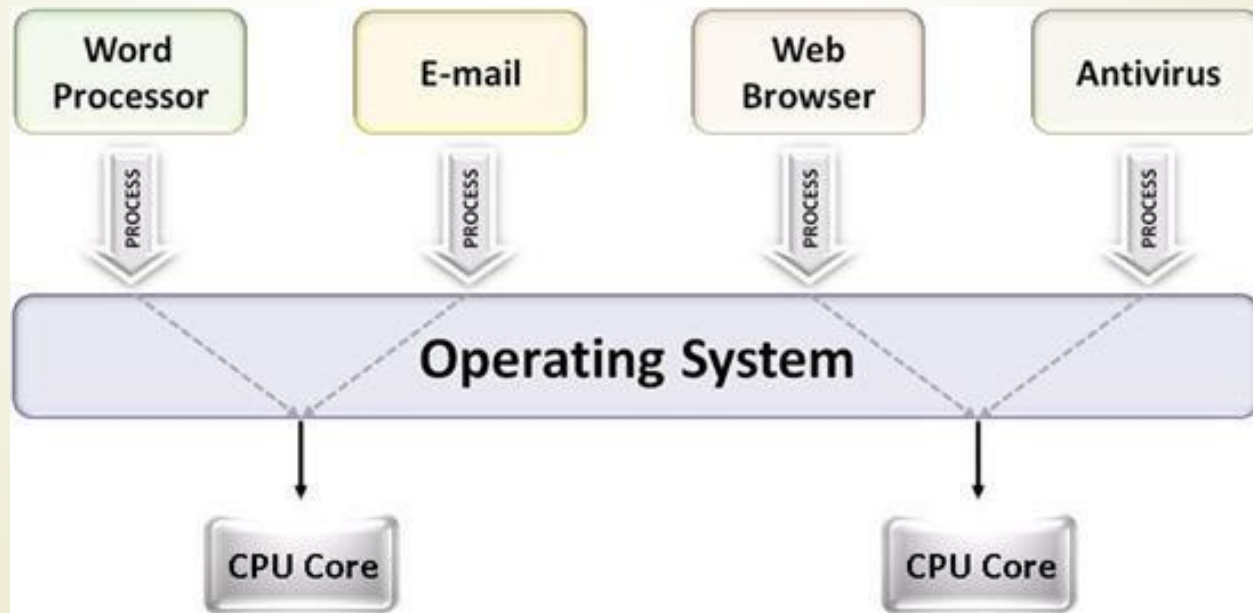 Word
Processor
E-mail
Web
Browser
Antivirus
PROCESS
PROCESS
PROCESS
PROCESS
Operating System
CPU Core
CPU Core